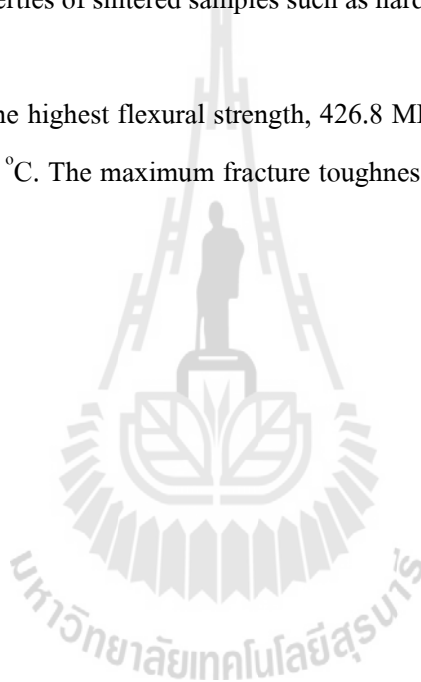 erties of sintered samples such as hard
he highest flexural strength, 426.8 M
°C. The maximum fracture toughness
มหาวิทยาลัยเทคโนโลยีสุรนารี